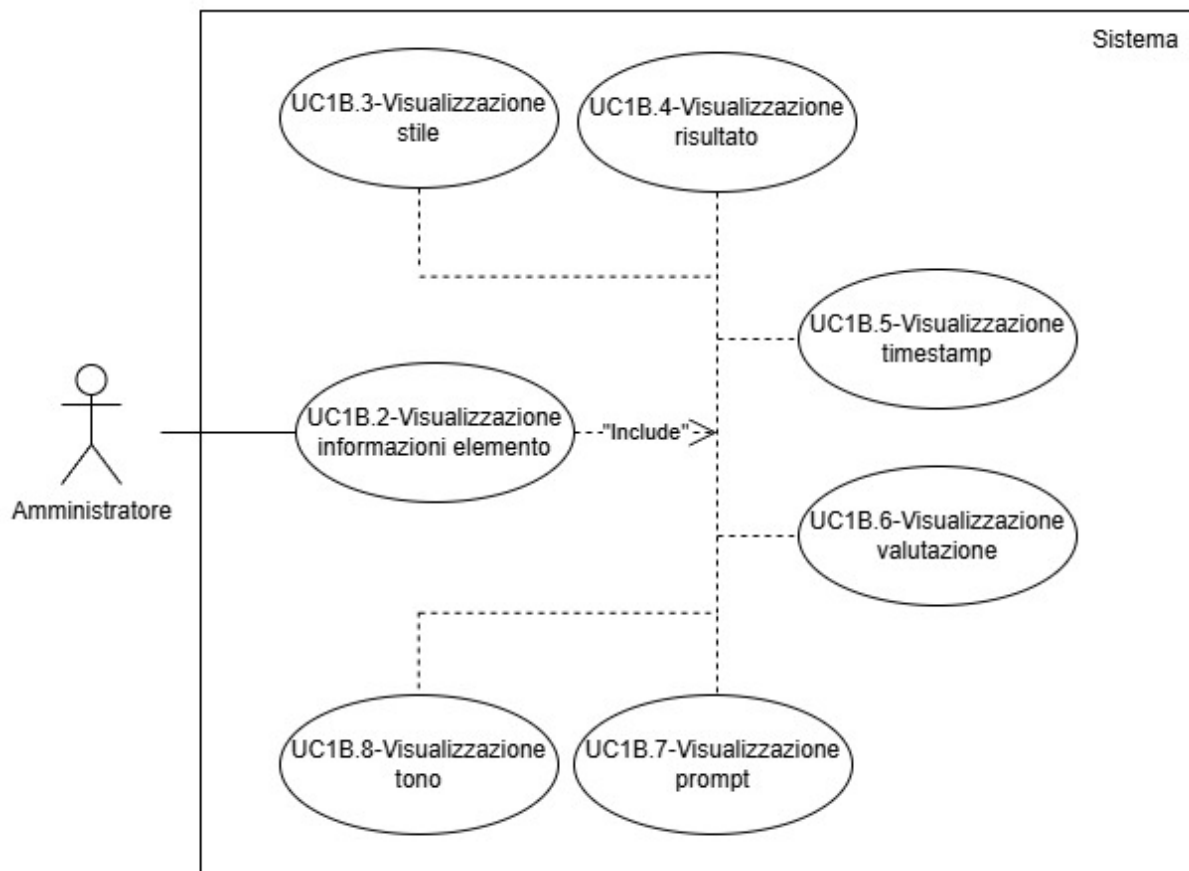 Sistema
UC1B.3-Visualizzazione
stile
UC1B.4-Visualizzazione
risultato
UC1B.5-Visualizzazione
timestamp
UC1B.2-Visualizzazione
informazioni elemento
"Include"
Amministratore
UC1B.6-Visualizzazione
valutazione
UC1B.8-Visualizzazione
tono
UC1B.7-Visualizzazione
prompt